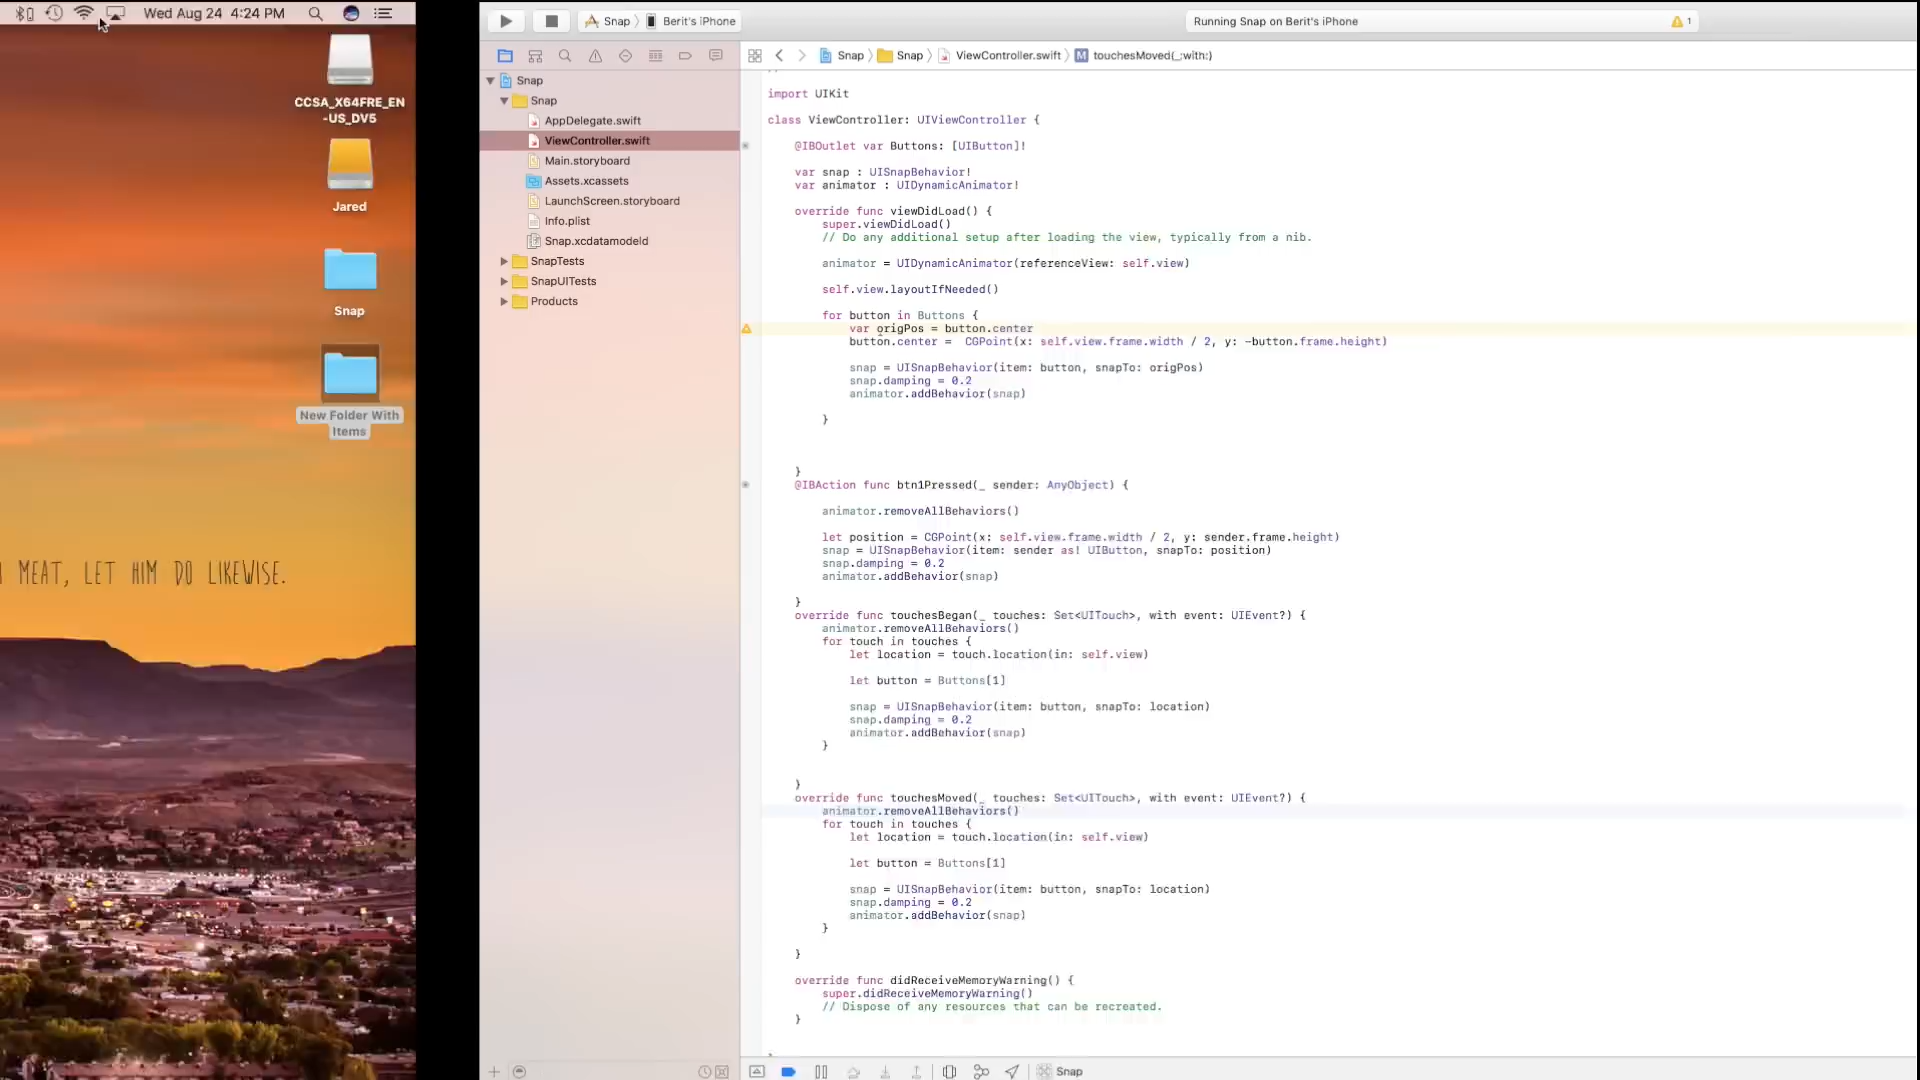 Wed Aug 24 4:24 PM
CCSA_X64FRE_EN
-US_DV5
Jared
Snap
New Folder With
Items
MEAT, LET HIM DO LIKEWISE.
Snap
Berit's iPhone
Running Snap on Berit's iPhone
1
Snap
Snap
ViewController.swift
M
touchesMoved(_:with:)
Snap
Snap
AppDelegate.swift
ViewController.swift
Main.storyboard
Assets.xcassets
LaunchScreen.storyboard
Info.plist
Snap.xcdatamodeld
SnapTests
SnapUITests
Products
import UIKit
class ViewController: UIViewController {
@IBOutlet var Buttons: [UIButton]!
var snap : UISnapBehavior!
var animator : UIDynamicAnimator!
override func viewDidLoad() {
super.viewDidLoad()
// Do any additional setup after loading the view, typically from a nib.
animator = UIDynamicAnimator(referenceView: self.view)
self.view.layoutIfNeeded()
for button in Buttons {
var origPos = button.center
button.center =  CGPoint(x: self.view.frame.width / 2, y: -button.frame.height)
snap = UISnapBehavior(item: button, snapTo: origPos)
snap.damping = 0.2
animator.addBehavior(snap)
}
}
@IBAction func btn1Pressed(_ sender: AnyObject) {
animator.removeAllBehaviors()
let position = CGPoint(x: self.view.frame.width / 2, y: sender.frame.height)
snap = UISnapBehavior(item: sender as! UIButton, snapTo: position)
snap.damping = 0.2
animator.addBehavior(snap)
}
override func touchesBegan(_ touches: Set<UITouch>, with event: UIEvent?) {
animator.removeAllBehaviors()
for touch in touches {
let location = touch.location(in: self.view)
let button = Buttons[1]
snap = UISnapBehavior(item: button, snapTo: location)
snap.damping = 0.2
animator.addBehavior(snap)
}
}
override func touchesMoved(_ touches: Set<UITouch>, with event: UIEvent?) {
animator.removeAllBehaviors()
for touch in touches {
let location = touch.location(in: self.view)
let button = Buttons[1]
snap = UISnapBehavior(item: button, snapTo: location)
snap.damping = 0.2
animator.addBehavior(snap)
}
}
override func didReceiveMemoryWarning() {
super.didReceiveMemoryWarning()
// Dispose of any resources that can be recreated.
}
Snap